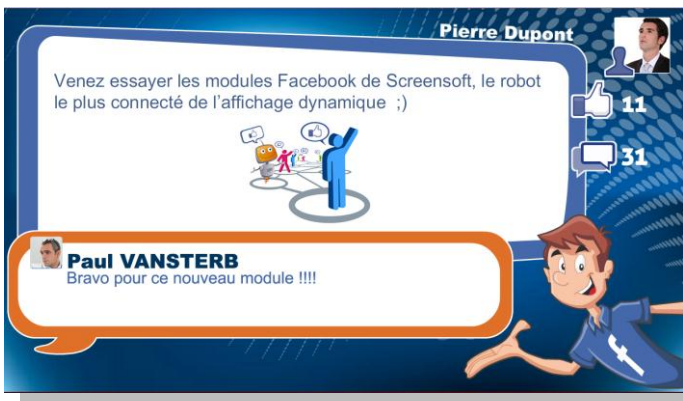 Pierre Dupont
Venez essayer les modules Facebook de Screensoft, le robot
le plus connecté de l'affichage dynamique  ;)
11
31
Paul VANSTERB
Bravo pour ce nouveau module !!!!
f